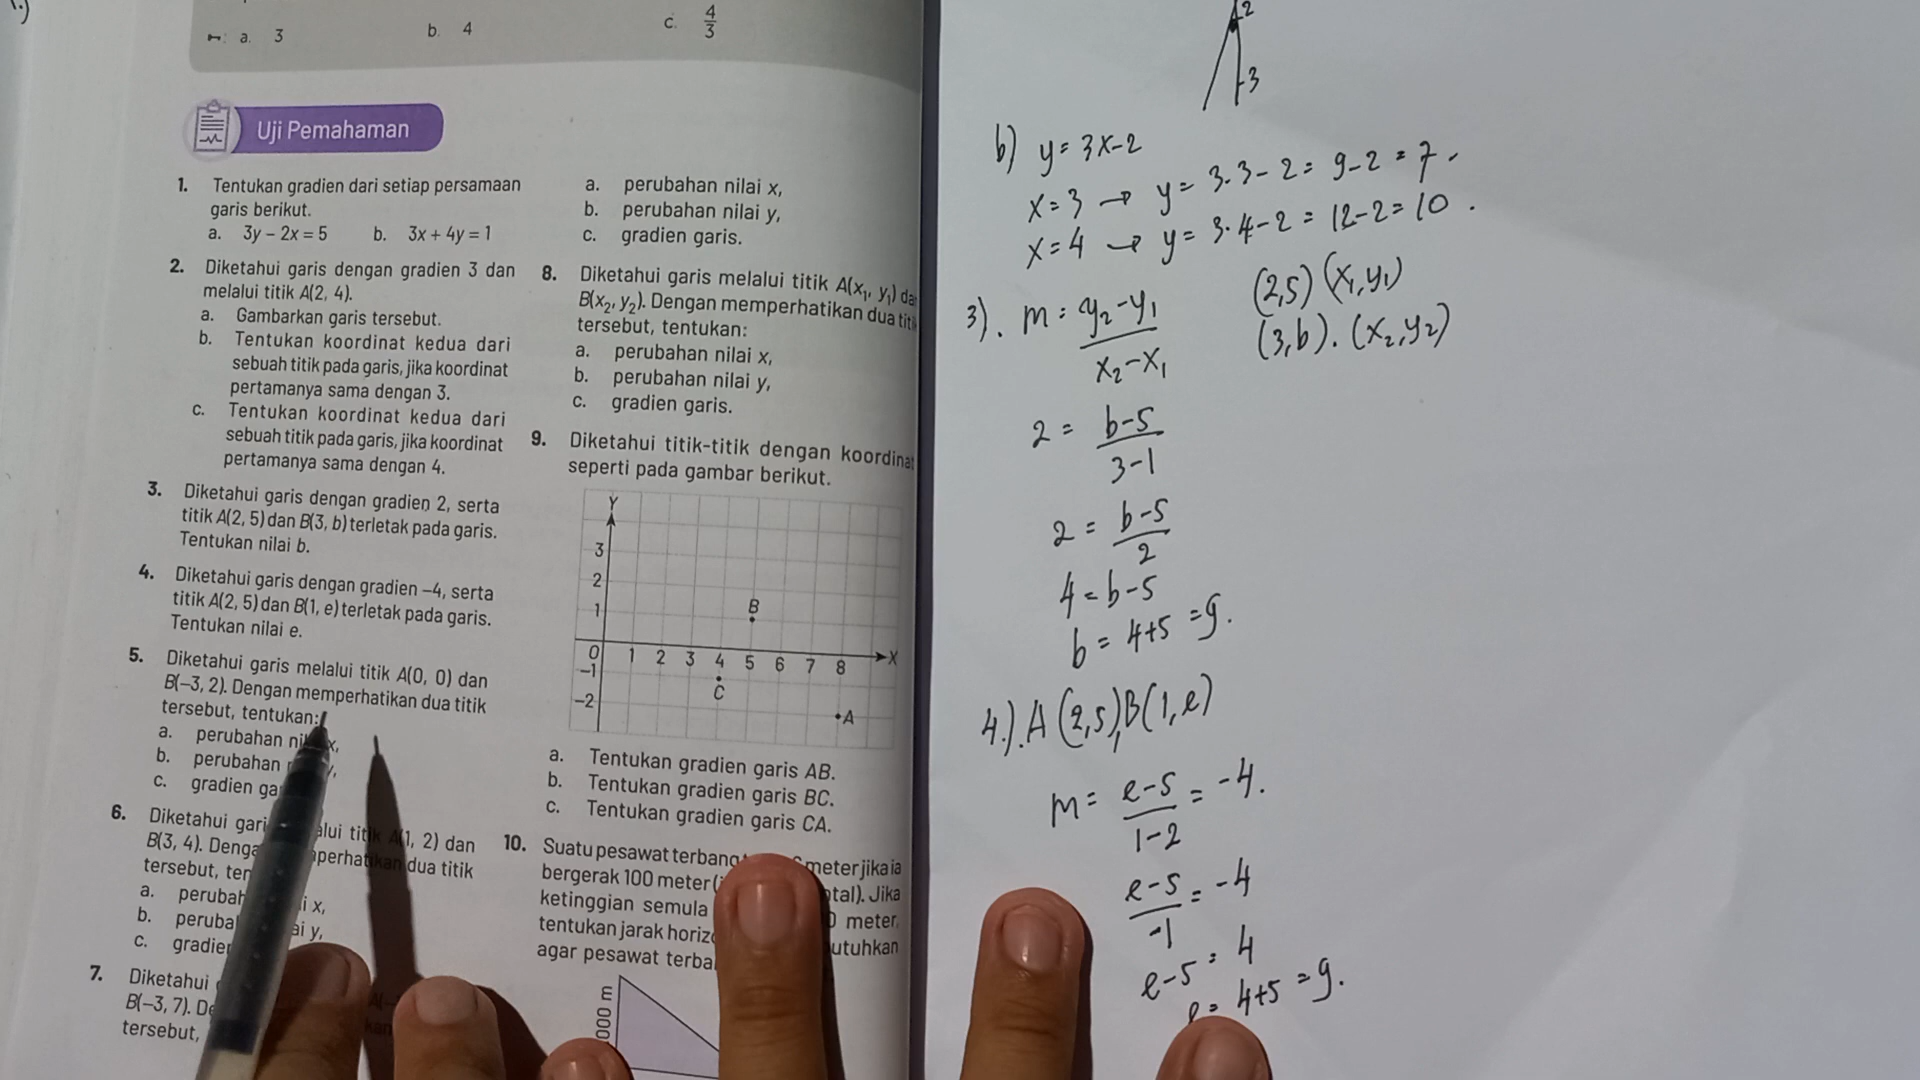 a. 3
b. 4
c. 4/3
Uji Pemahaman
1. Tentukan gradien dari setiap persamaan
garis berikut.
a. 3y – 2x = 5 b. 3x + 4y = 1
2. Diketahui garis dengan gradien 3 dan
melalui titik A(2, 4).
a. Gambarkan garis tersebut.
b. Tentukan koordinat kedua dari
sebuah titik pada garis, jika koordinat
pertamanya sama dengan 3.
c. Tentukan koordinat kedua dari
sebuah titik pada garis, jika koordinat
pertamanya sama dengan 4.
3. Diketahui garis dengan gradien 2, serta
titik A(2, 5) dan B(3, b) terletak pada garis.
Tentukan nilai b.
4. Diketahui garis dengan gradien –4, serta
titik A(2, 5) dan B(1, e) terletak pada garis.
Tentukan nilai e.
5. Diketahui garis melalui titik A(0, 0) dan
B(–3, 2). Dengan memperhatikan dua titik
tersebut, tentukan:
a. perubahan x,
b. perubahan y,
c. gradien
6. Diketahui titik A(1, 2) dan
B(3, 4). dua titik
tersebut,
a. x,
b. y,
c.
7. Diketahui
B(–3, 7).
tersebut,
a. perubahan nilai x,
b. perubahan nilai y,
c. gradien garis.
8. Diketahui garis melalui titik A(x₁, y₁)
B(x₂, y₂). Dengan memperhatikan dua
tersebut, tentukan:
a. perubahan nilai x,
b. perubahan nilai y,
c. gradien garis.
9. Diketahui titik-titik dengan
seperti pada gambar berikut.
Y
3
2
1
B
O 1 2 3 4 5 6 7 8 X
–1
C
–2
A
a. Tentukan gradien garis AB.
b. Tentukan gradien garis BC.
c. Tentukan gradien garis CA.
10. Suatu pesawat terbang meter jika ia
bergerak 100 meter Jika
ketinggian semula meter,
tentukan jarak
agar pesawat
000 m
2
-3
b) y = 3x-2
x = 3 → y = 3.3 - 2 = 9-2 = 7.
x = 4 → y = 3.4-2 = 12-2 = 10.
3). m = y₂-y₁ / x₂-x₁
(2,5) (x₁,y₁)
(3,b). (x₂,y₂)
2 = b-5 / 3-1
2 = b-5 / 2
4 = b-5
b = 4+5 = 9.
4.). A (2,5), B(1,e)
m = e-5 / 1-2 = -4.
e-5 / -1 = -4
e-5 = 4
e = 4+5 = 9.